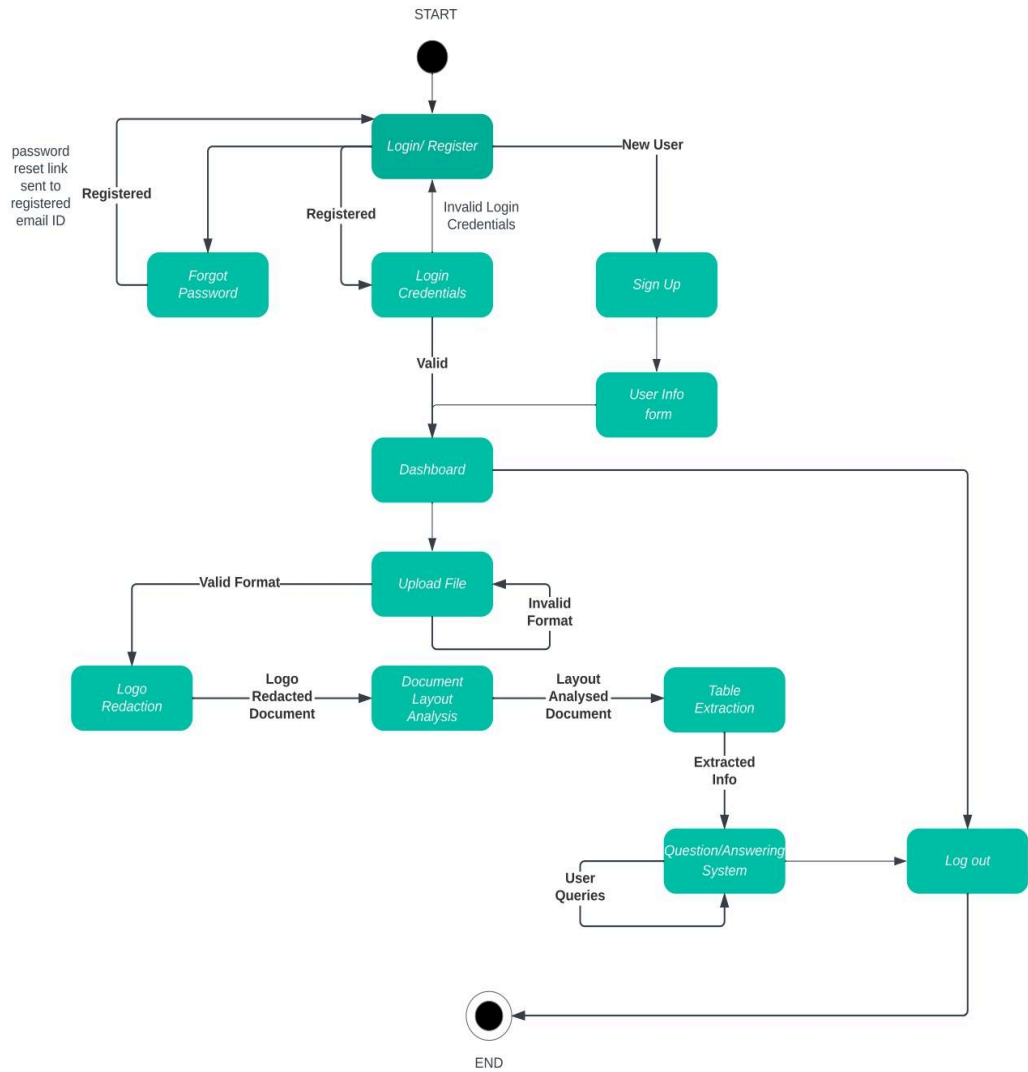 START
Login/ Register
New User
password
reset link
sent to
registered
email ID
Registered
Registered
Invalid Login
Credentials
Forgot
Password
Login
Credentials
Sign Up
Valid
User Info
form
Dashboard
Valid Format
Upload File
Invalid
Format
Logo
Redaction
Logo
Redacted
Document
Document
Layout
Analysis
Layout
Analysed
Document
Table
Extraction
Extracted
Info
Question/Answering
System
User
Queries
Log out
END